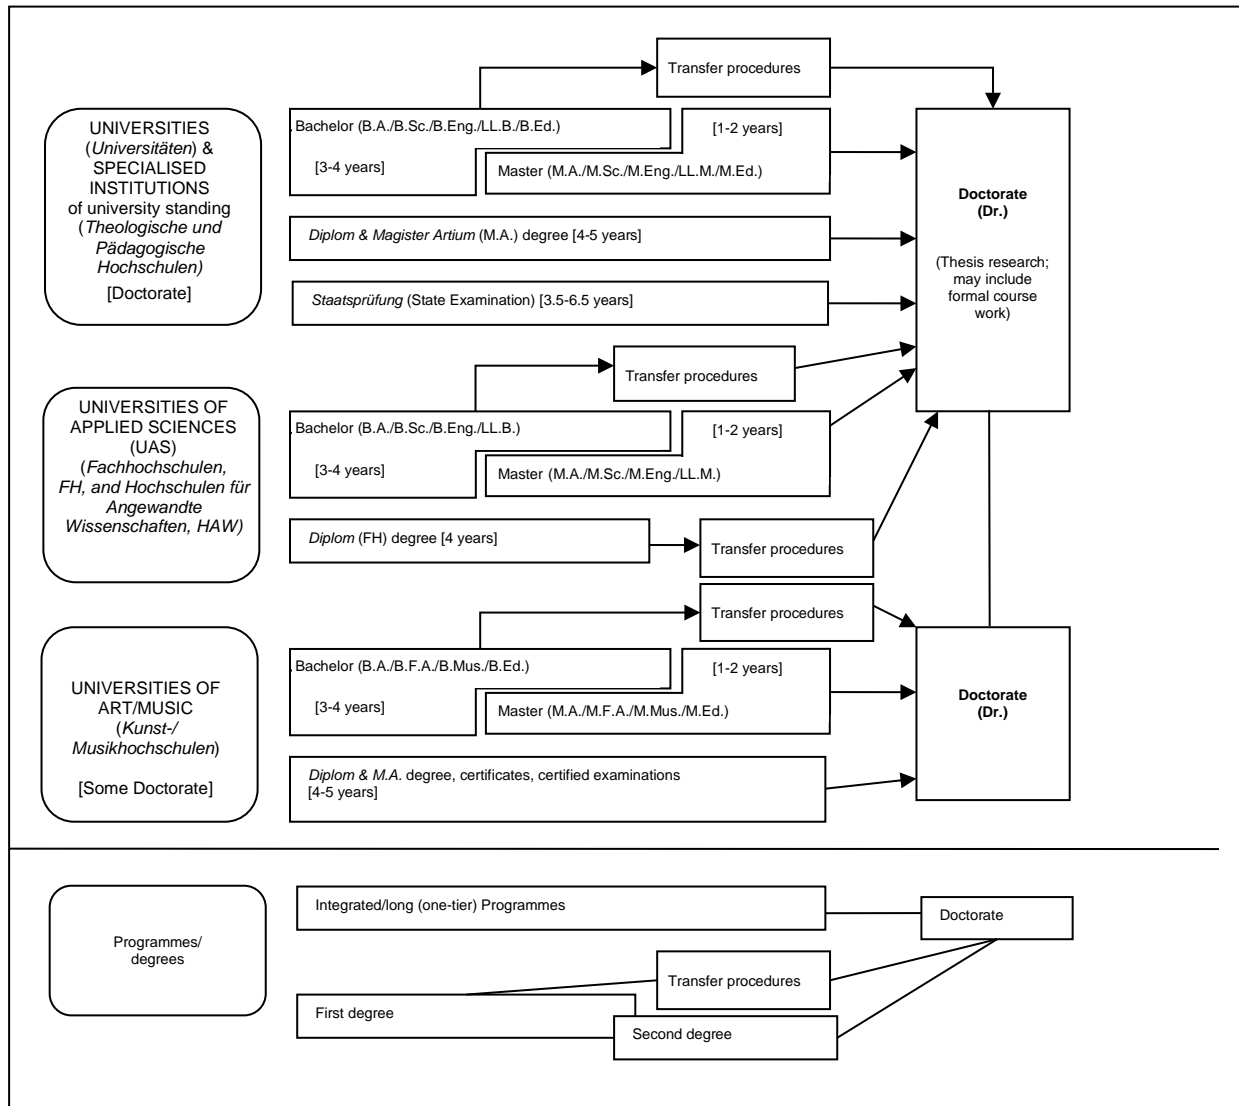 Transfer procedures
UNIVERSITIES
(Universitäten) &
SPECIALISED
INSTITUTIONS
of university standing
(Theologische und
Pädagogische
Hochschulen)
[Doctorate]
. Bachelor (B.A./B.Sc./B.Eng./LL.B./B.Ed.)
[3-4 years]
[1-2 years]
Master (M.A./M.Sc./M.Eng./LL.M./M.Ed.)
Diplom & Magister Artium (M.A.) degree [4-5 years]
Staatsprüfung (State Examination) [3.5-6.5 years]
Doctorate
(Dr.)
(Thesis research;
may include
formal course
work)
Transfer procedures
UNIVERSITIES OF
APPLIED SCIENCES
(UAS)
(Fachhochschulen,
FH, and Hochschulen für
Angewandte
Wissenschaften, HAW)
. Bachelor (B.A./B.Sc./B.Eng./LL.B.)
[3-4 years]
[1-2 years]
Master (M.A./M.Sc./M.Eng./LL.M.)
Diplom (FH) degree [4 years]
Transfer procedures
Transfer procedures
UNIVERSITIES OF
ART/MUSIC
(Kunst-/
Musikhochschulen)
[Some Doctorate]
. Bachelor (B.A./B.F.A./B.Mus./B.Ed.)
[3-4 years]
[1-2 years]
Master (M.A./M.F.A./M.Mus./M.Ed.)
Diplom & M.A. degree, certificates, certified examinations
[4-5 years]
Doctorate
(Dr.)
Programmes/
degrees
Integrated/long (one-tier) Programmes
Doctorate
Transfer procedures
First degree
Second degree